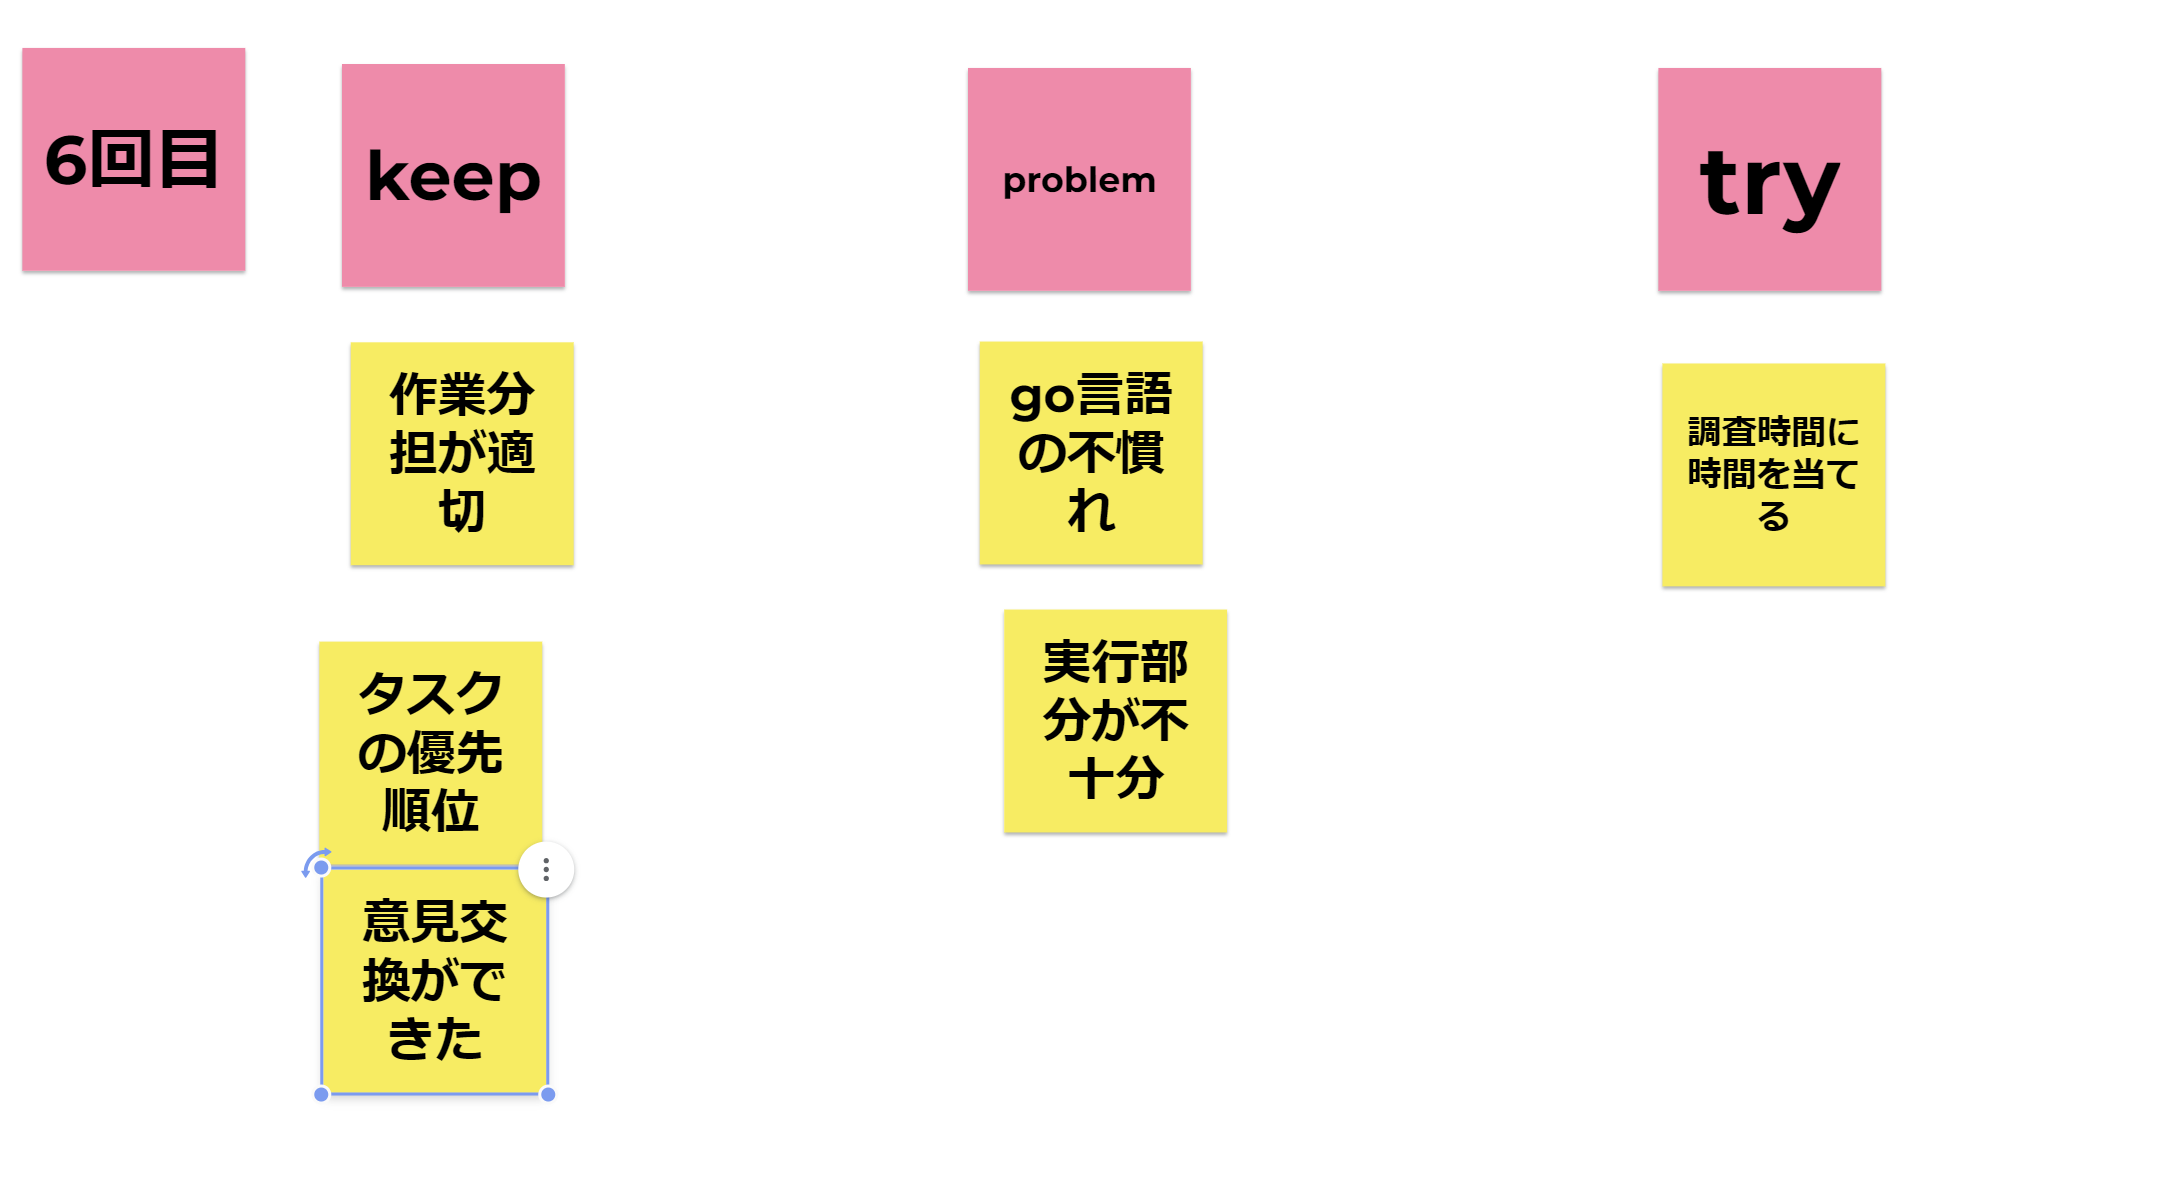 6回目
keep
problem
try
作業分
担が適
切
go言語
の不慣
れ
調査時間に
時間を当て
る
タスク
の優先
順位
実行部
分が不
十分
意見交
換がで
きた